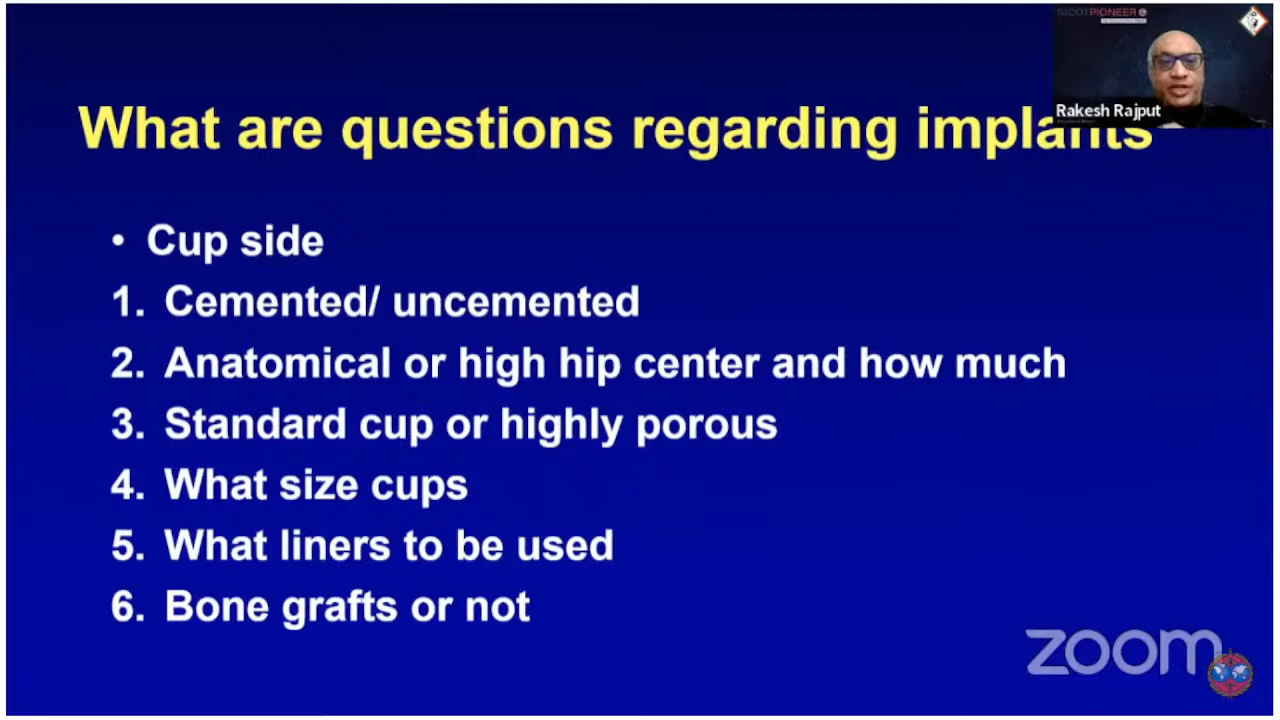 SICOTPIONEER
Rakesh Rajput
What are questions regarding implants
• Cup side
1. Cemented/ uncemented
2. Anatomical or high hip center and how much
3. Standard cup or highly porous
4. What size cups
5. What liners to be used
6. Bone grafts or not
zoom